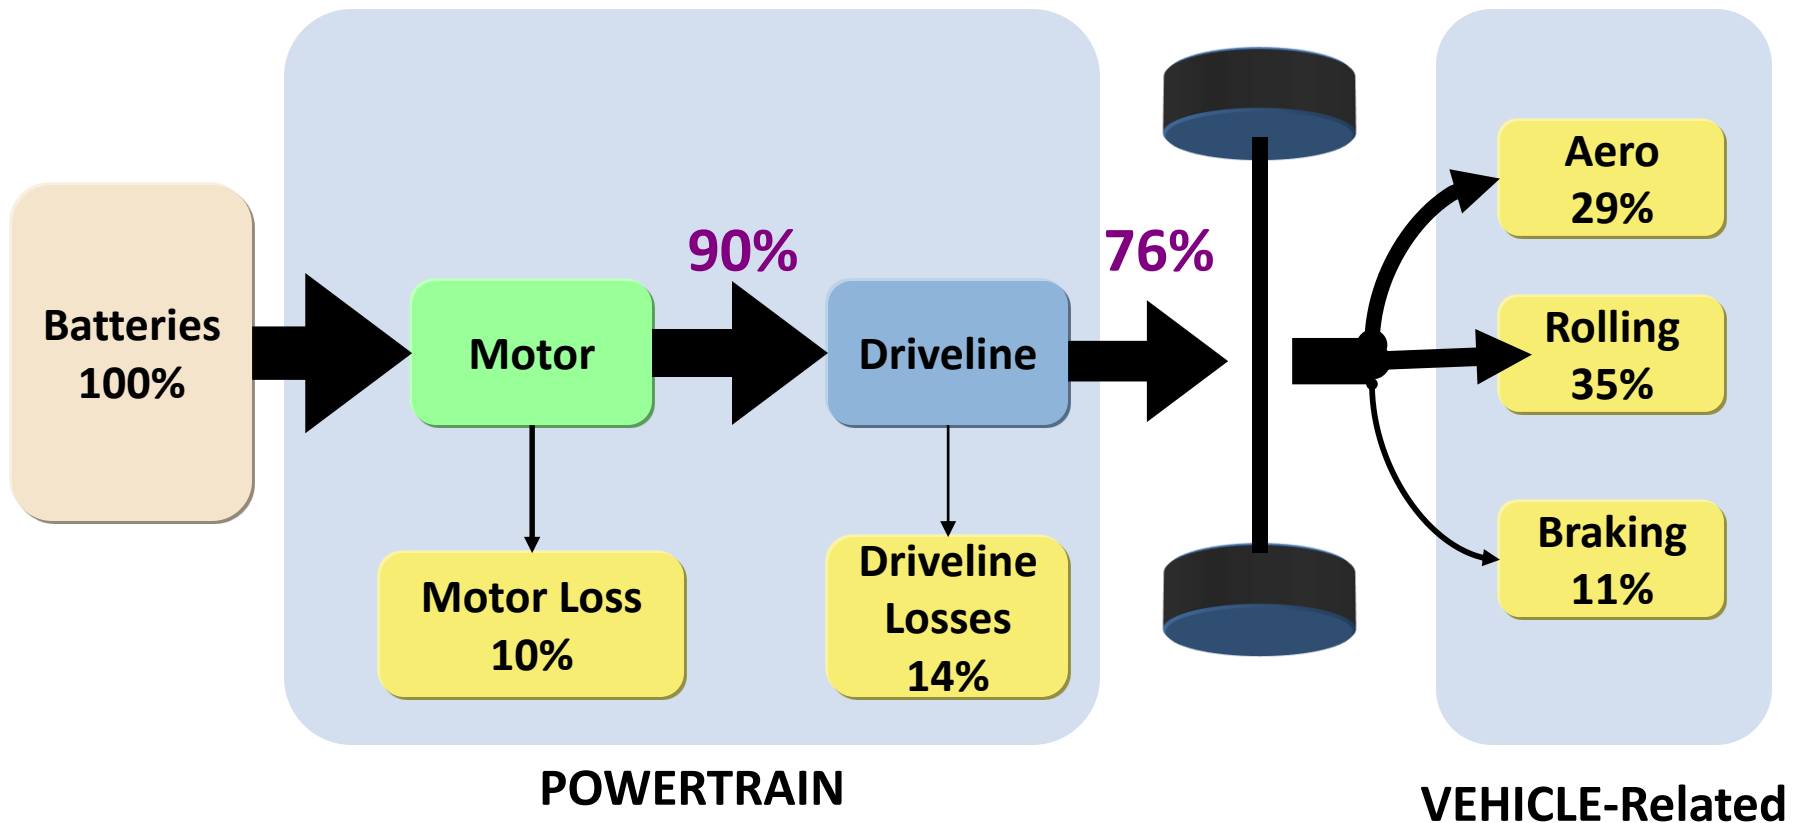 Batteries
100%
Motor
90%
Driveline
76%
Motor Loss
10%
Driveline
Losses
14%
POWERTRAIN
Aero
29%
Rolling
35%
Braking
11%
VEHICLE-Related